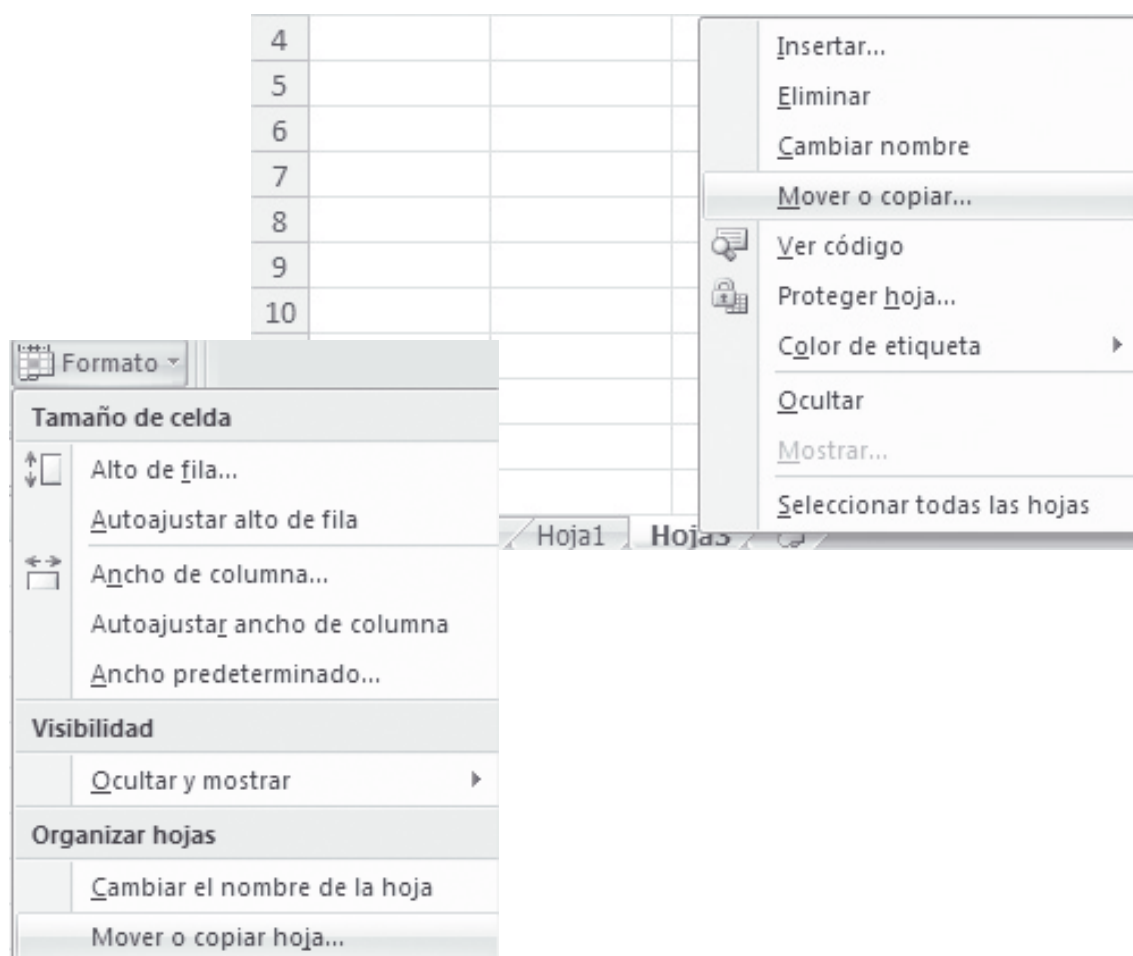 4
5
6
7
8
9
10
Insertar...
Eliminar
Cambiar nombre
Mover o copiar...
Ver código
Proteger hoja...
Color de etiqueta
Ocultar
Mostrar...
Seleccionar todas las hojas
Hoja1 Hoja3
Formato
Tamaño de celda
Alto de fila...
Autoajustar alto de fila
Ancho de columna...
Autoajustar ancho de columna
Ancho predeterminado...
Visibilidad
Ocultar y mostrar
Organizar hojas
Cambiar el nombre de la hoja
Mover o copiar hoja...